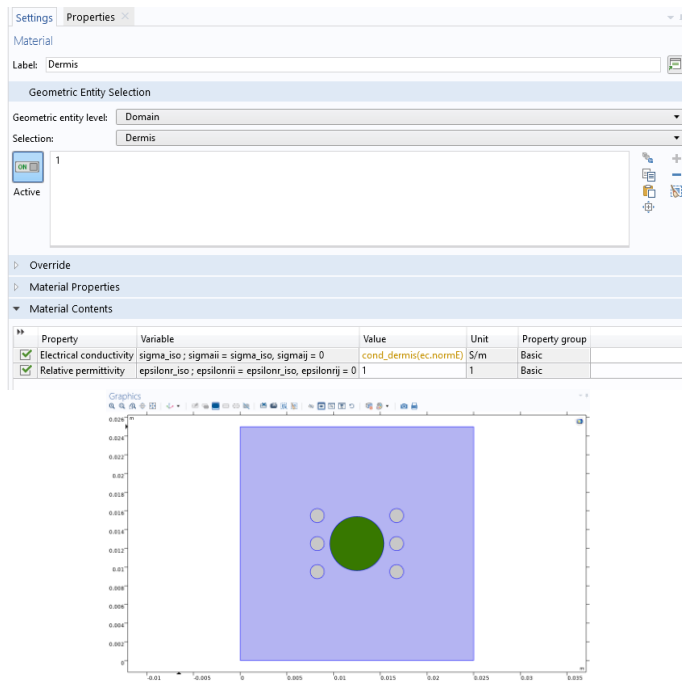 Settings Properties
Material
Label: Dermis
Geometric Entity Selection
Geometric entity level: Domain
Selection: Dermis
ON 1
Active
Override
Material Properties
Material Contents
Property Variable Value Unit Property group
Electrical conductivity sigma_iso ; sigmaii = sigma_iso, sigmaij = 0 cond_dermis(ec.normE) S/m Basic
Relative permittivity epsilonr_iso ; epsilonrii = epsilonr_iso, epsilonrij = 0 1 1 Basic
Graphics
0.026 m
0.024
0.022
0.02
0.018
0.016
0.014
0.012
0.01
0.008
0.006
0.004
0.002
0
m
-0.01 -0.005 0 0.005 0.01 0.015 0.02 0.025 0.03 0.035